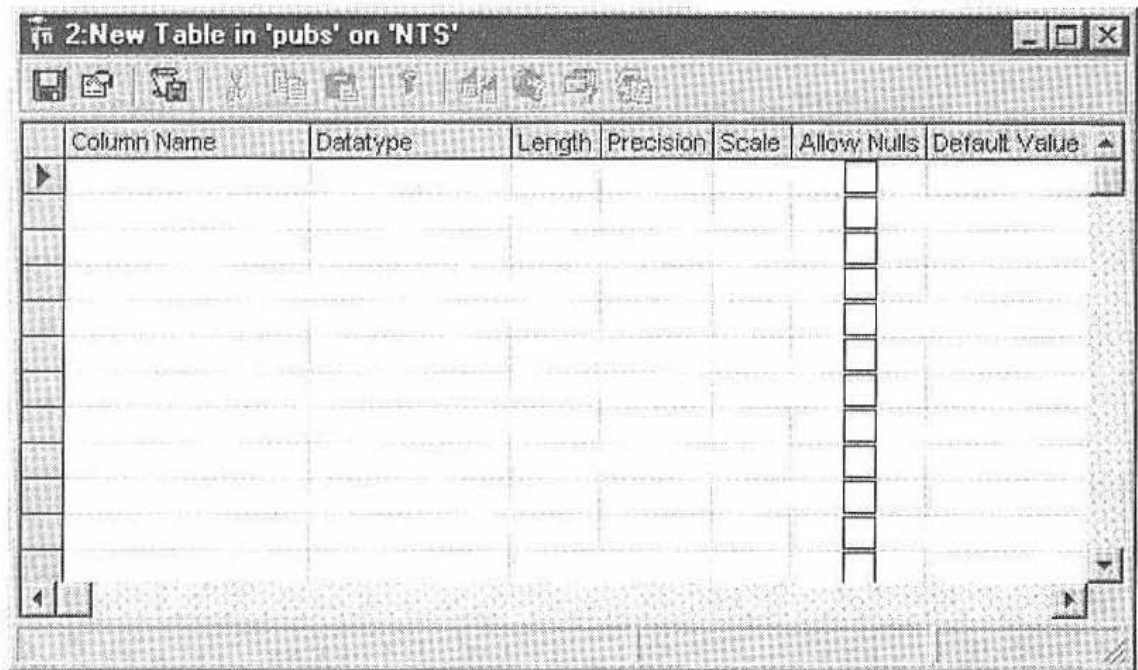 2:New Table in 'pubs' on 'NTS'
Column Name Datatype Length Precision Scale Allow Nulls Default Value